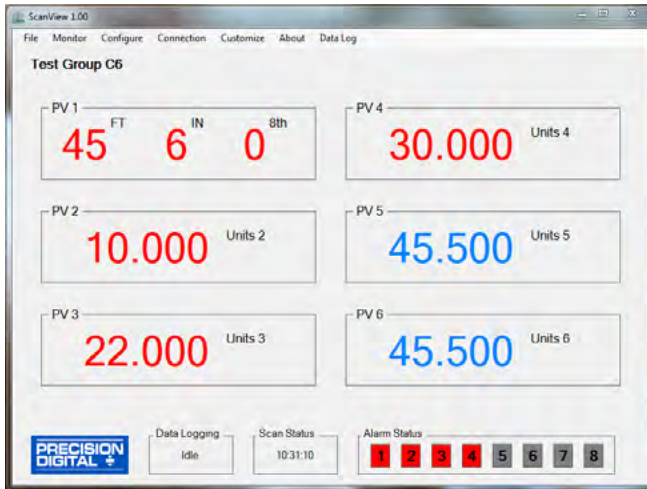 ScanView 1.00
File Monitor Configure Connection Customize About Data Log
Test Group C6
PV 1
45 FT 6 IN 0 8th
PV 4
30.000 Units 4
PV 2
10.000 Units 2
PV 5
45.500 Units 5
PV 3
22.000 Units 3
PV 6
45.500 Units 6
PRECISION
DIGITAL
Data Logging
Idle
Scan Status
10:31:10
Alarm Status
1 2 3 4 5 6 7 8